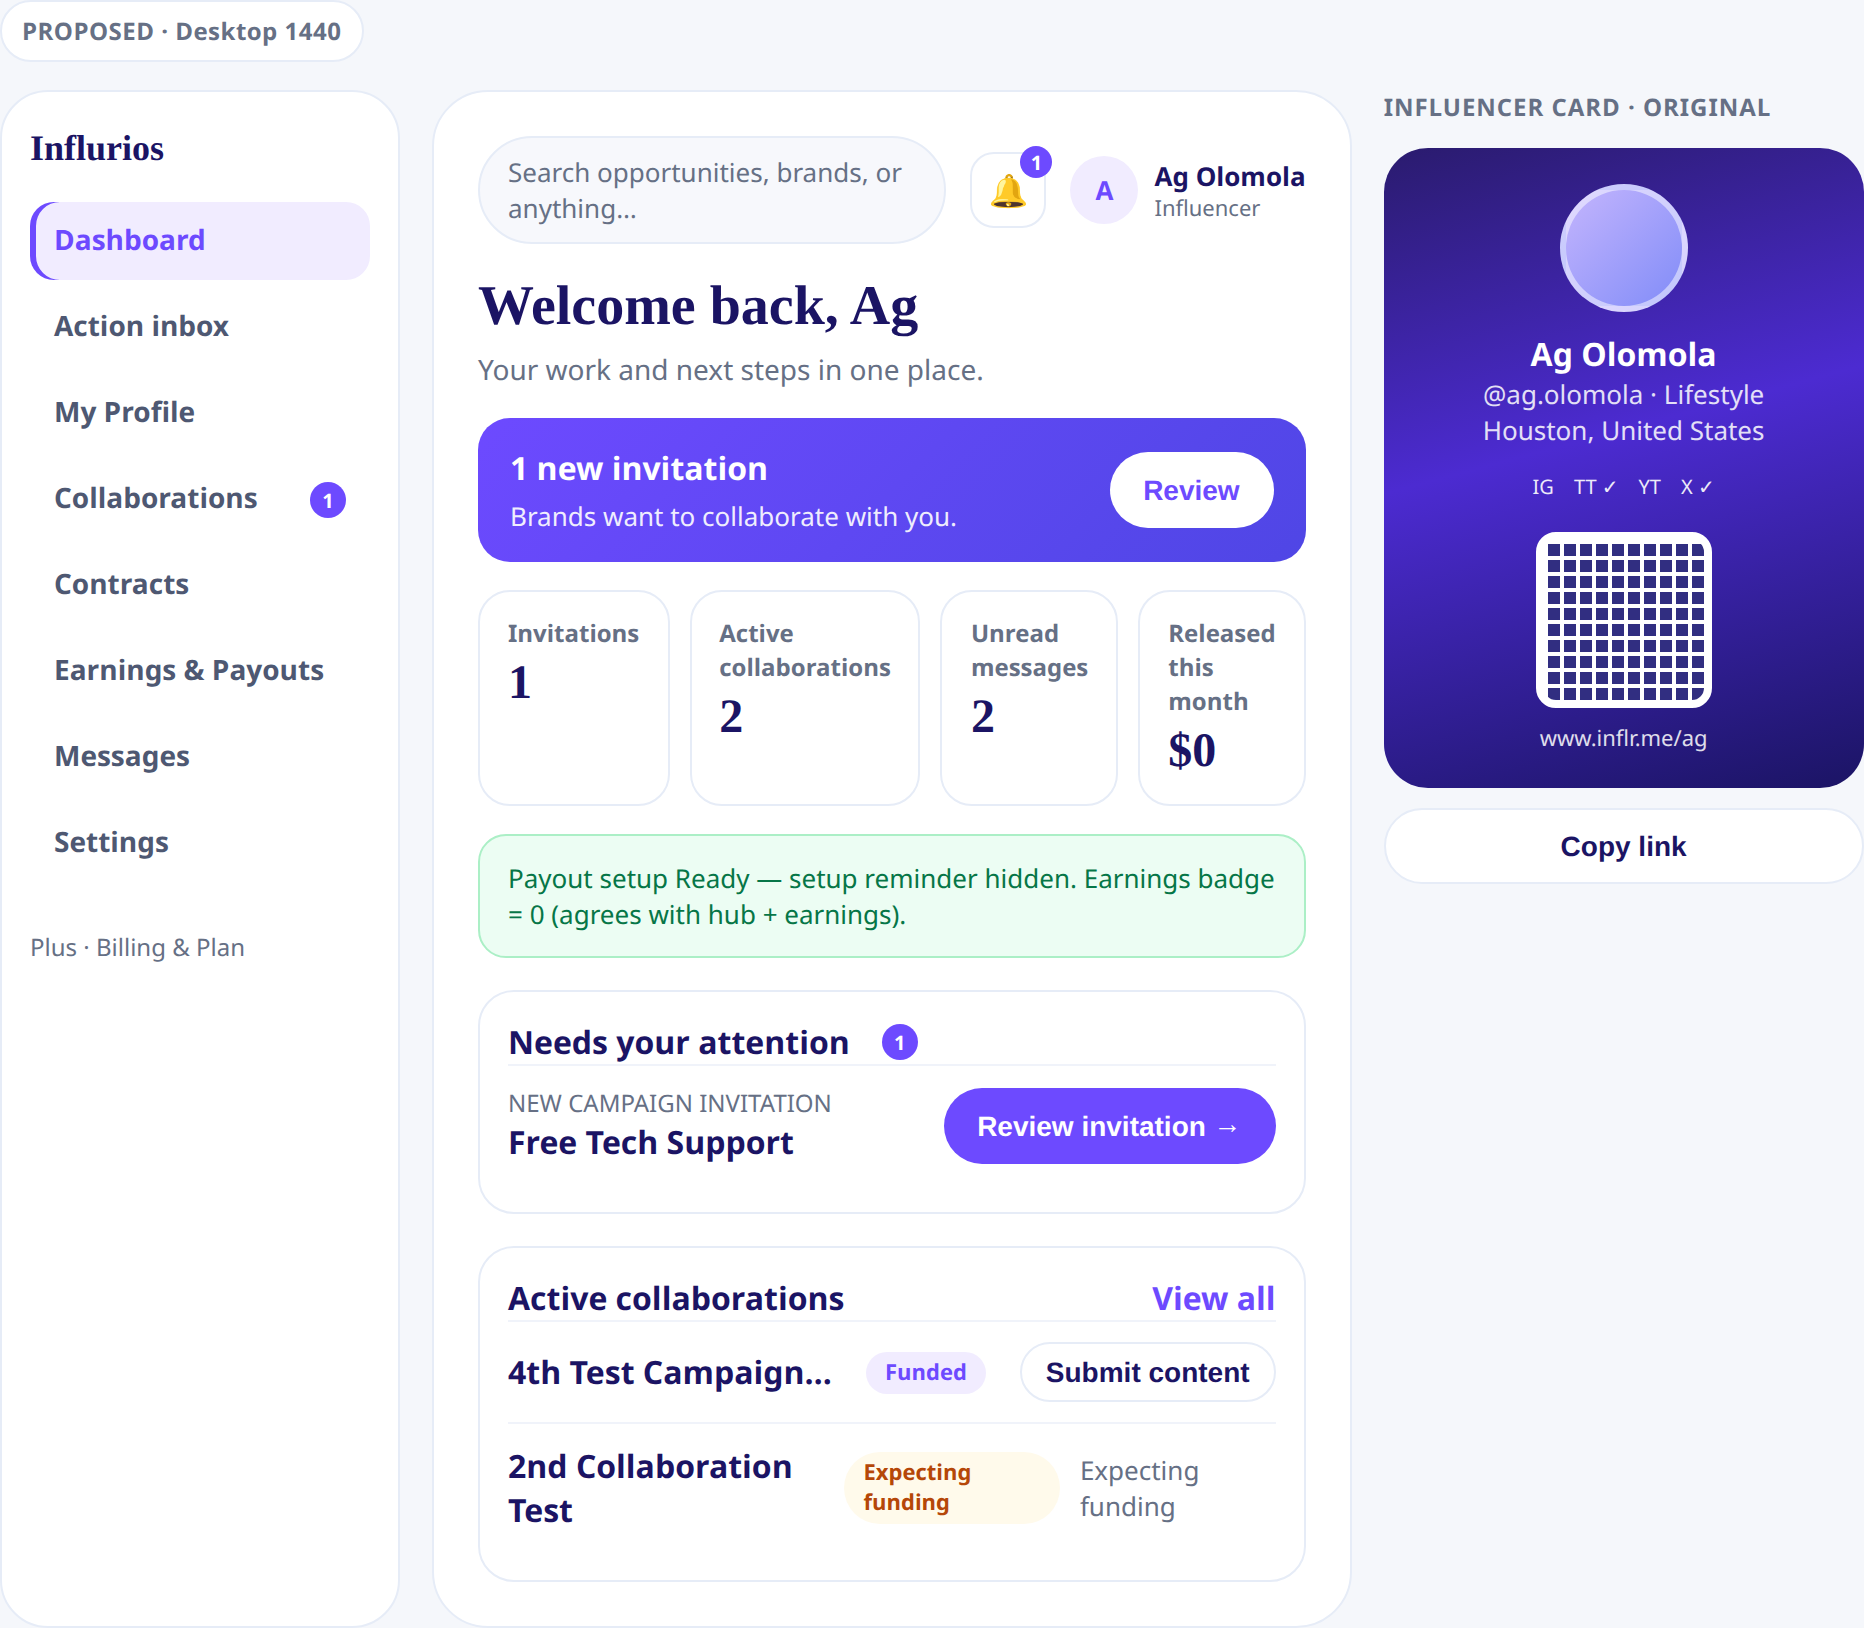 PROPOSED · Desktop 1440
Influrios
Dashboard
Action inbox
My Profile
Collaborations 1
Contracts
Earnings & Payouts
Messages
Settings
Plus · Billing & Plan
Search opportunities, brands, or
anything...
1
A
Ag Olomola
Influencer
Welcome back, Ag
Your work and next steps in one place.
1 new invitation
Brands want to collaborate with you.
Review
Invitations
1
Active
collaborations
2
Unread
messages
2
Released
this
month
$0
Payout setup Ready — setup reminder hidden. Earnings badge
= 0 (agrees with hub + earnings).
Needs your attention 1
NEW CAMPAIGN INVITATION
Free Tech Support
Review invitation →
Active collaborations View all
4th Test Campaign... Funded Submit content
2nd Collaboration
Test
Expecting
funding
Expecting
funding
INFLUENCER CARD · ORIGINAL
Ag Olomola
@ag.olomola · Lifestyle
Houston, United States
IG TT ✓ YT X ✓
www.inflr.me/ag
Copy link